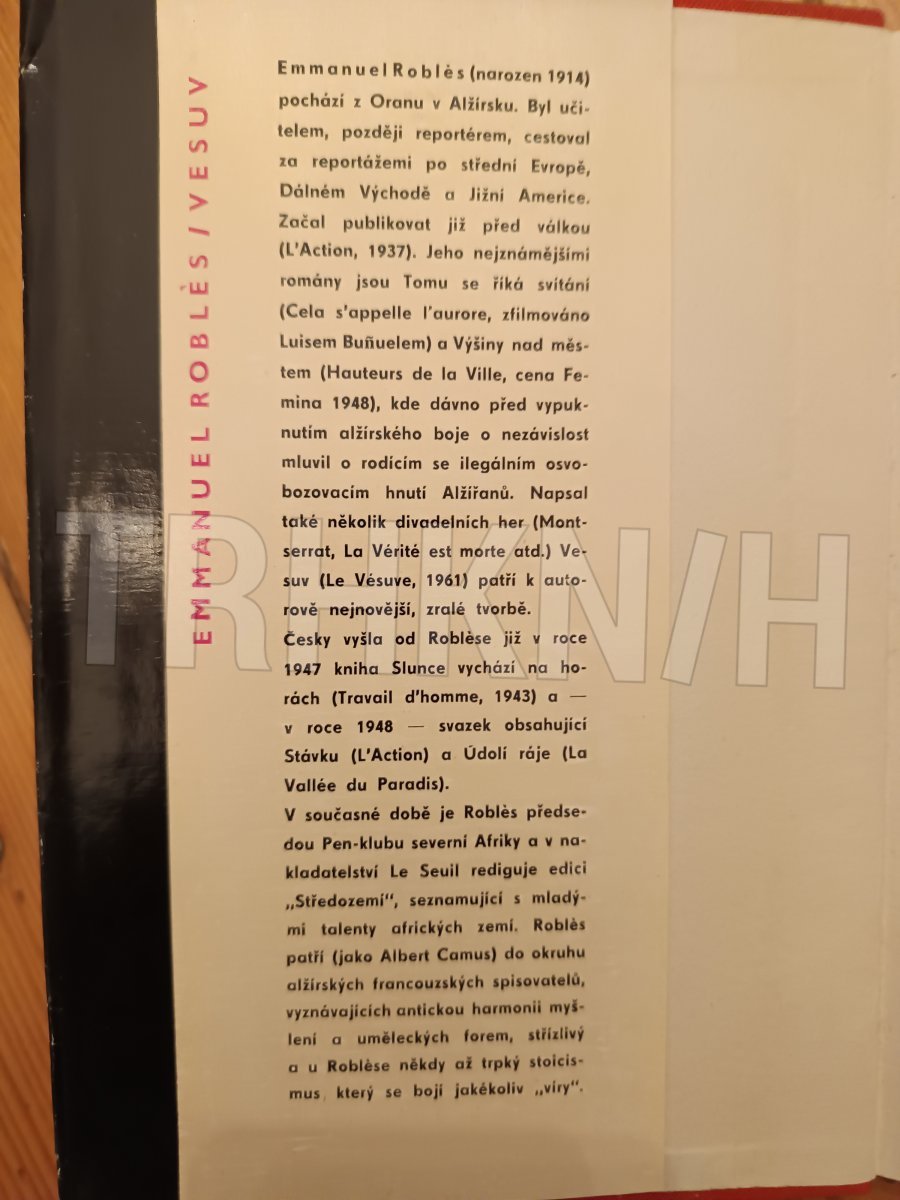 EMMANUEL ROBLÈS / VESUV
Emmanuel Roblès (narozen 1914)
pochází z Oranu v Alžírsku. Byl uči-
telem, později reportérem, cestoval
za reportážemi po střední Evropě,
Dálném Východě a Jižní Americe.
Začal publikovat již před válkou
(L'Action, 1937). Jeho nejznámějšími
romány jsou Tomu se říká svítání
(Cela s'appelle l'aurore, zfilmováno
Luisem Buñuelem) a Výšiny nad měs-
tem (Hauteurs de la Ville, cena Fe-
mina 1948), kde dávno před vypuk-
nutím alžírského boje o nezávislost
mluvil o rodícím se ilegálním osvo-
bozovacím hnutí Alžířanů. Napsal
také několik divadelních her (Mont-
serrat, La Vérité est morte atd.) Ve-
suv (Le Vésuve, 1961) patří k auto-
rově nejnovější, zralé tvorbě.
Česky vyšla od Roblèse již v roce
1947 kniha Slunce vychází na ho-
rách (Travail d'homme, 1943) a —
v roce 1948 — svazek obsahující
Stávku (L'Action) a Údolí ráje (La
Vallée du Paradis).
V současné době je Roblès předse-
dou Pen-klubu severní Afriky a v na-
kladatelství Le Seuil rediguje edici
„Středozemí“, seznamující s mladý-
mi talenty afrických zemí. Roblès
patří (jako Albert Camus) do okruhu
alžírských francouzských spisovatelů,
vyznávajících antickou harmonii myš-
lení a uměleckých forem, střízlivý
a u Roblèse někdy až trpký stoicis-
mus, který se bojí jakékoliv „víry“.
TRHKNIH